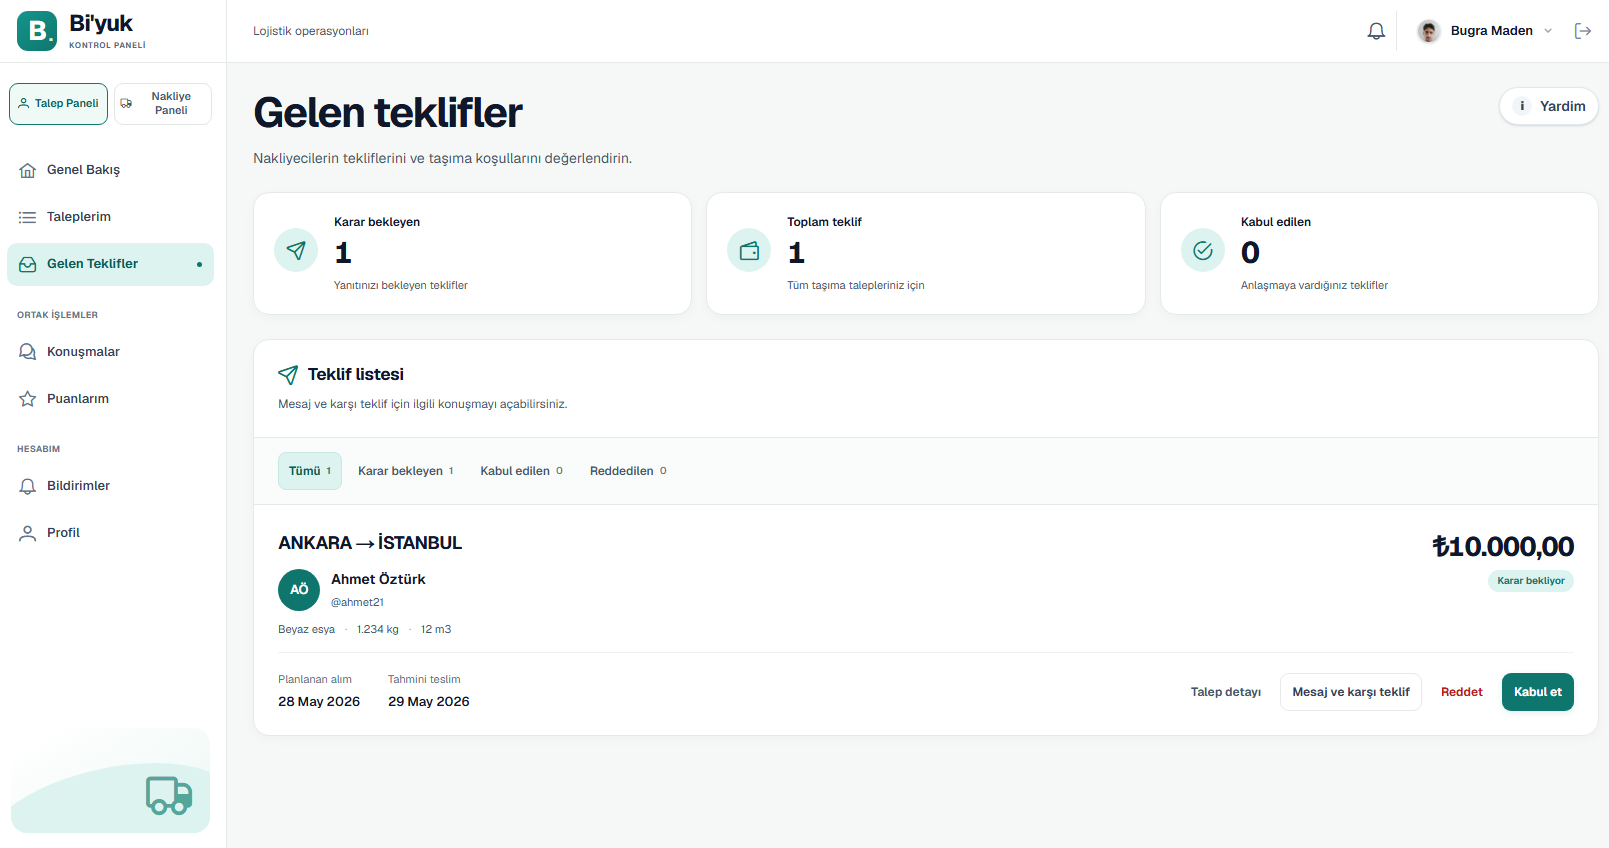 B.
Bi'yuk
KONTROL PANELİ
Lojistik operasyonları
Bugra Maden
Talep Paneli
Nakliye
Paneli
Genel Bakış
Taleplerim
Gelen Teklifler
ORTAK İŞLEMLER
Konuşmalar
Puanlarım
HESABIM
Bildirimler
Profil
Gelen teklifler
Nakliyecilerin tekliflerini ve taşıma koşullarını değerlendirin.
i Yardim
Karar bekleyen
1
Yanıtınızı bekleyen teklifler
Toplam teklif
1
Tüm taşıma talepleriniz için
Kabul edilen
0
Anlaşmaya vardığınız teklifler
Teklif listesi
Mesaj ve karşı teklif için ilgili konuşmayı açabilirsiniz.
Tümü 1 Karar bekleyen 1 Kabul edilen 0 Reddedilen 0
ANKARA → İSTANBUL
₺10.000,00
Karar bekliyor
AÖ
Ahmet Öztürk
@ahmet21
Beyaz esya · 1.234 kg · 12 m3
Planlanan alım
28 May 2026
Tahmini teslim
29 May 2026
Talep detayı Mesaj ve karşı teklif Reddet Kabul et